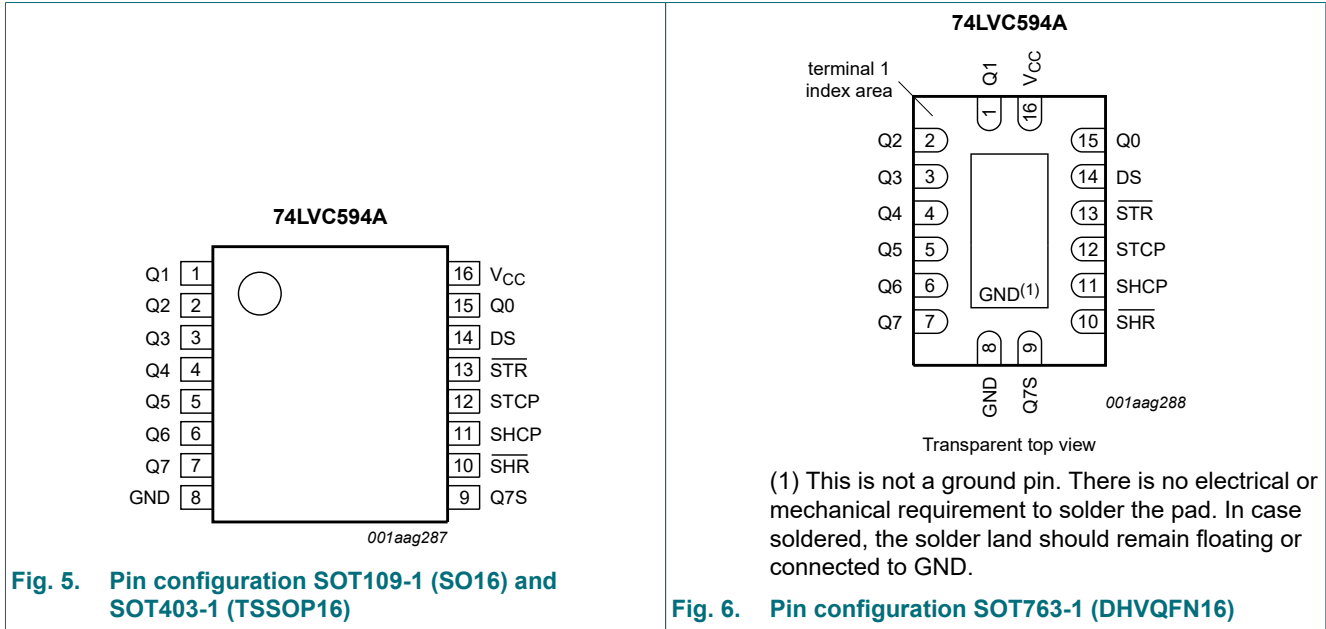 74LVC594A
Q1 1
Q2 2
Q3 3
Q4 4
Q5 5
Q6 6
Q7 7
GND 8
16 VCC
15 Q0
14 DS
13 STR
12 STCP
11 SHCP
10 SHR
9 Q7S
001aag287
Fig. 5. Pin configuration SOT109-1 (SO16) and
SOT403-1 (TSSOP16)
74LVC594A
terminal 1
index area
Q1
VCC
1
16
Q2 2
Q3 3
Q4 4
Q5 5
Q6 6
Q7 7
15 Q0
14 DS
13 STR
12 STCP
11 SHCP
10 SHR
GND(1)
8
9
GND
Q7S
001aag288
Transparent top view
(1) This is not a ground pin. There is no electrical or
mechanical requirement to solder the pad. In case
soldered, the solder land should remain floating or
connected to GND.
Fig. 6. Pin configuration SOT763-1 (DHVQFN16)